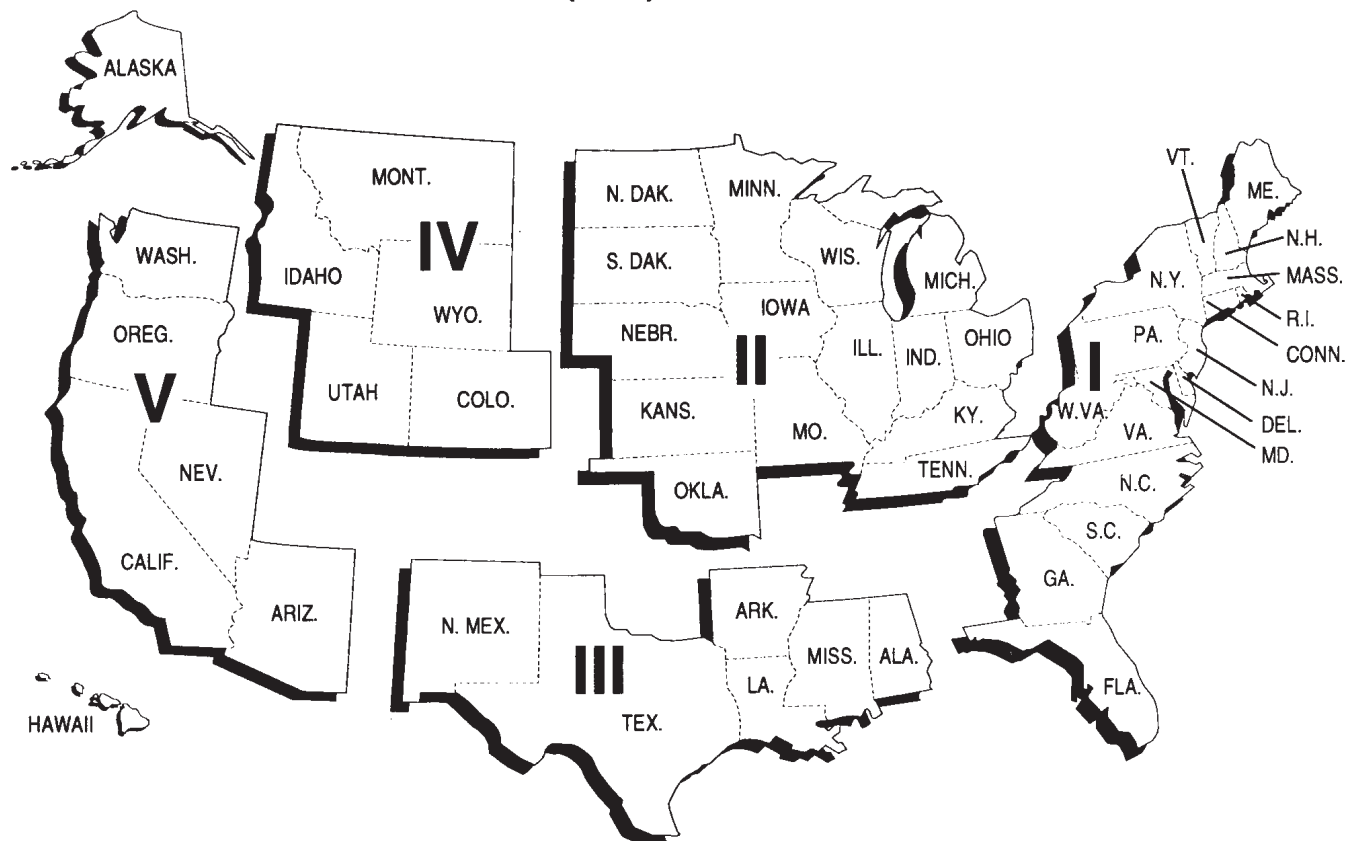 ALASKA
MONT.
IV
IDAHO
WYO.
UTAH
COLO.
WASH.
OREG.
V
NEV.
CALIF.
ARIZ.
HAWAII
N. DAK.
MINN.
S. DAK.
WIS.
MICH.
NEBR.
IOWA
II
ILL.
IND.
OHIO
KANS.
MO.
KY.
TENN.
OKLA.
N. MEX.
III
TEX.
ARK.
LA.
MISS.
ALA.
VT.
ME.
N.H.
N.Y.
MASS.
R.I.
PA.
CONN.
I
N.J.
W.VA.
DEL.
VA.
MD.
N.C.
S.C.
GA.
FLA.